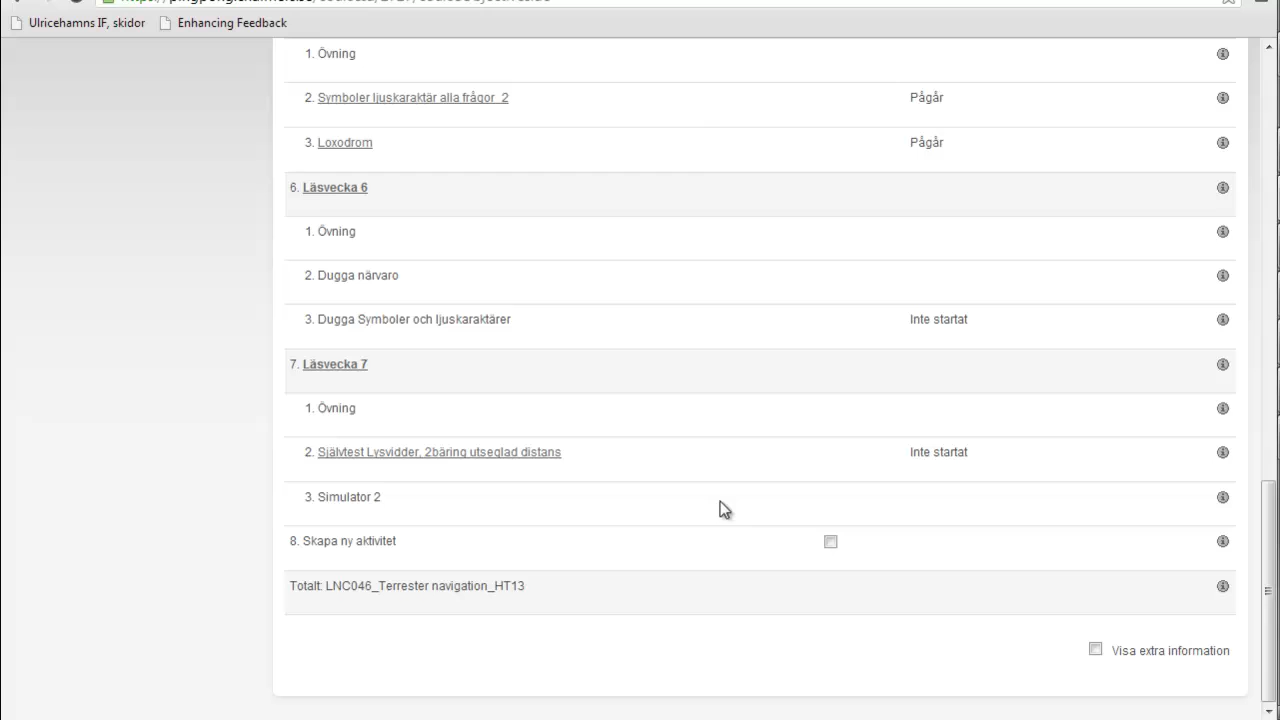 Ulricehamns IF, skidor Enhancing Feedback
1. Övning
2. Symboler ljuskaraktär alla frågor_2 Pågår
3. Loxodrom Pågår
6. Läsvecka 6
1. Övning
2. Dugga närvaro
3. Dugga Symboler och ljuskaraktärer Inte startat
7. Läsvecka 7
1. Övning
2. Självtest Lysvidder, 2bäring utseglad distans Inte startat
3. Simulator 2
8. Skapa ny aktivitet
Totalt: LNC046_Terrester navigation_HT13
Visa extra information